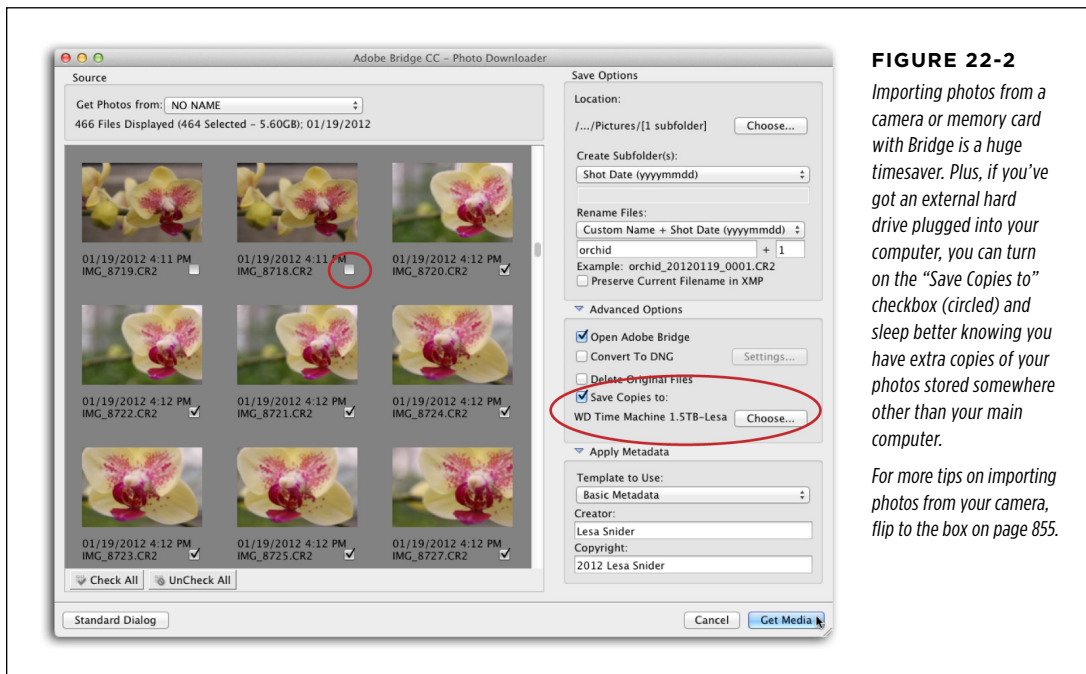 Adobe Bridge CC – Photo Downloader
Source
Get Photos from: NO NAME
466 Files Displayed (464 Selected – 5.60GB); 01/19/2012
01/19/2012 4:11 PM
IMG_8719.CR2
01/19/2012 4:11 PM
IMG_8718.CR2
01/19/2012 4:12 PM
IMG_8720.CR2
01/19/2012 4:12 PM
IMG_8722.CR2
01/19/2012 4:12 PM
IMG_8721.CR2
01/19/2012 4:12 PM
IMG_8724.CR2
01/19/2012 4:12 PM
IMG_8723.CR2
01/19/2012 4:12 PM
IMG_8725.CR2
01/19/2012 4:12 PM
IMG_8727.CR2
Check All
UnCheck All
Standard Dialog
Save Options
Location:
/.../Pictures/[1 subfolder]
Choose...
Create Subfolder(s):
Shot Date (yyyymmdd)
Rename Files:
Custom Name + Shot Date (yyyymmdd)
orchid + 1
Example: orchid_20120119_0001.CR2
Preserve Current Filename in XMP
Advanced Options
Open Adobe Bridge
Convert To DNG
Settings...
Delete Original Files
Save Copies to:
WD Time Machine 1.5TB–Lesa
Choose...
Apply Metadata
Template to Use:
Basic Metadata
Creator:
Lesa Snider
Copyright:
2012 Lesa Snider
Cancel
Get Media
FIGURE 22-2
Importing photos from a
camera or memory card
with Bridge is a huge
timesaver. Plus, if you’ve
got an external hard
drive plugged into your
computer, you can turn
on the “Save Copies to”
checkbox (circled) and
sleep better knowing you
have extra copies of your
photos stored somewhere
other than your main
computer.
For more tips on importing
photos from your camera,
flip to the box on page 855.